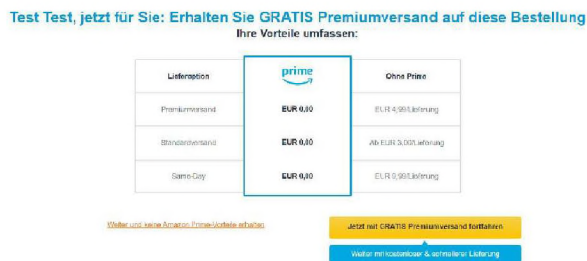 Test Test, jetzt für Sie: Erhalten Sie GRATIS Premiumversand auf diese Bestellung
Ihre Vorteile umfassen:
Lieferoption prime Ohne Prime
Premiumversand EUR 0,00 EUR 4,99/Lieferung
Standardversand EUR 0,00 Ab EUR 3,00/Lieferung
Same-Day EUR 0,00 EUR 9,99/Lieferung
Weiter und keine Amazon Prime-Vorteile erhalten
Jetzt mit GRATIS Premiumversand fortfahren
Weiter mit kostenloser & schnellerer Lieferung